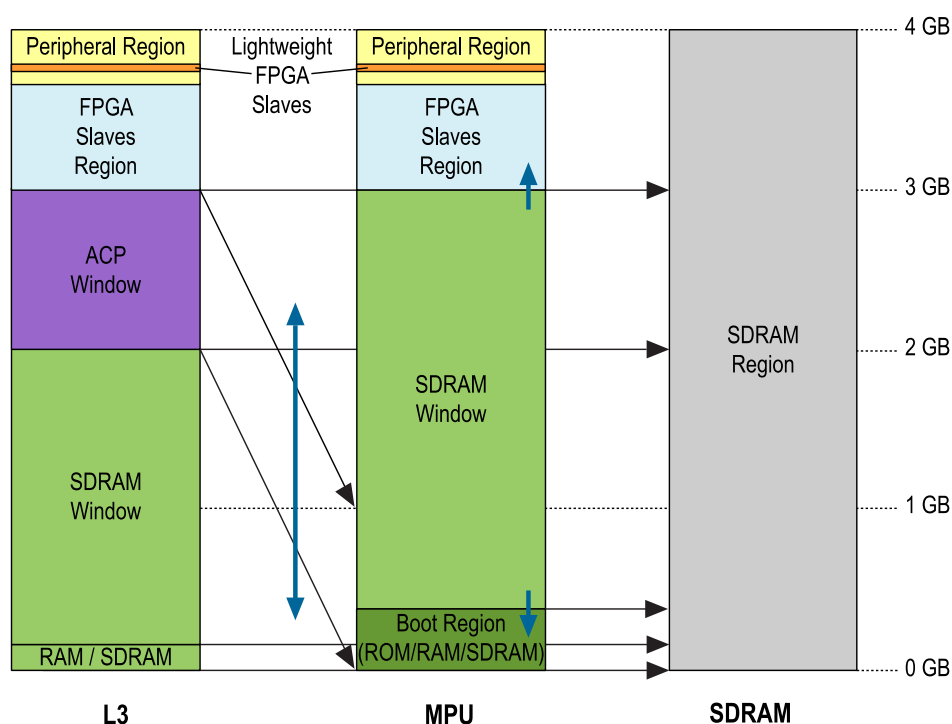 4 GB
Peripheral Region
Lightweight
FPGA
Slaves
Peripheral Region
FPGA
Slaves
Region
FPGA
Slaves
Region
3 GB
ACP
Window
SDRAM
Region
2 GB
SDRAM
Window
SDRAM
Window
1 GB
Boot Region
(ROM/RAM/SDRAM)
RAM / SDRAM
0 GB
L3
MPU
SDRAM